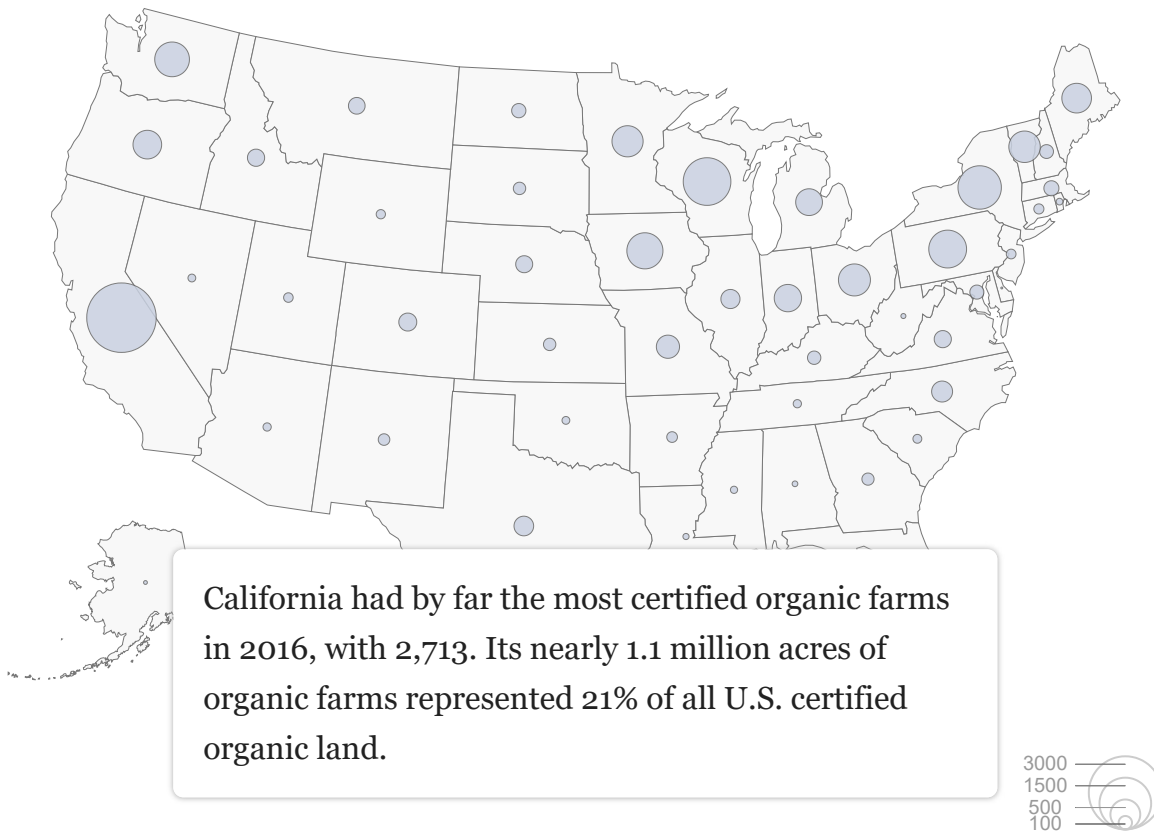 California had by far the most certified organic farms
in 2016, with 2,713. Its nearly 1.1 million acres of
organic farms represented 21% of all U.S. certified
organic land.
3000
1500
500
100